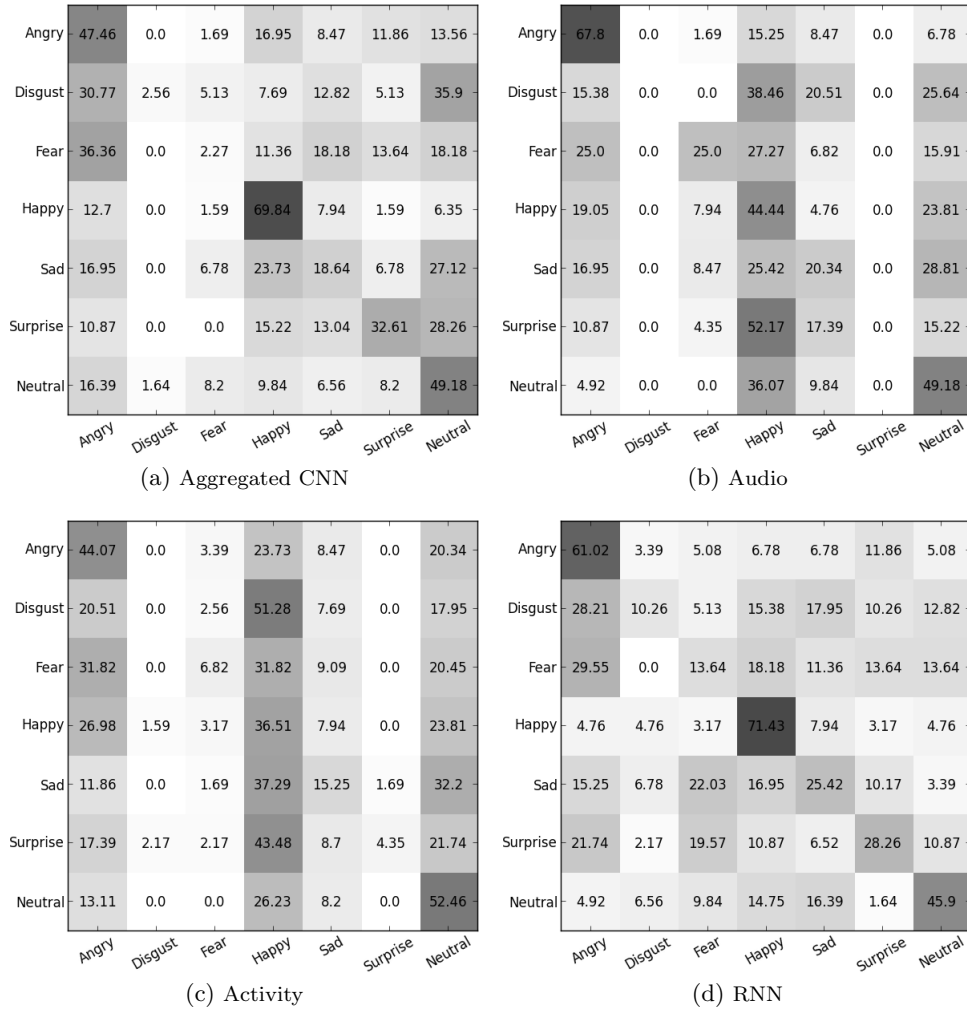 Angry 47.46 0.0 1.69 16.95 8.47 11.86 13.56
Disgust 30.77 2.56 5.13 7.69 12.82 5.13 35.9
Fear 36.36 0.0 2.27 11.36 18.18 13.64 18.18
Happy 12.7 0.0 1.59 69.84 7.94 1.59 6.35
Sad 16.95 0.0 6.78 23.73 18.64 6.78 27.12
Surprise 10.87 0.0 0.0 15.22 13.04 32.61 28.26
Neutral 16.39 1.64 8.2 9.84 6.56 8.2 49.18
Angry Disgust Fear Happy Sad Surprise Neutral
(a) Aggregated CNN
Angry 67.8 0.0 1.69 15.25 8.47 0.0 6.78
Disgust 15.38 0.0 0.0 38.46 20.51 0.0 25.64
Fear 25.0 0.0 25.0 27.27 6.82 0.0 15.91
Happy 19.05 0.0 7.94 44.44 4.76 0.0 23.81
Sad 16.95 0.0 8.47 25.42 20.34 0.0 28.81
Surprise 10.87 0.0 4.35 52.17 17.39 0.0 15.22
Neutral 4.92 0.0 0.0 36.07 9.84 0.0 49.18
Angry Disgust Fear Happy Sad Surprise Neutral
(b) Audio
Angry 44.07 0.0 3.39 23.73 8.47 0.0 20.34
Disgust 20.51 0.0 2.56 51.28 7.69 0.0 17.95
Fear 31.82 0.0 6.82 31.82 9.09 0.0 20.45
Happy 26.98 1.59 3.17 36.51 7.94 0.0 23.81
Sad 11.86 0.0 1.69 37.29 15.25 1.69 32.2
Surprise 17.39 2.17 2.17 43.48 8.7 4.35 21.74
Neutral 13.11 0.0 0.0 26.23 8.2 0.0 52.46
Angry Disgust Fear Happy Sad Surprise Neutral
(c) Activity
Angry 61.02 3.39 5.08 6.78 6.78 11.86 5.08
Disgust 28.21 10.26 5.13 15.38 17.95 10.26 12.82
Fear 29.55 0.0 13.64 18.18 11.36 13.64 13.64
Happy 4.76 4.76 3.17 71.43 7.94 3.17 4.76
Sad 15.25 6.78 22.03 16.95 25.42 10.17 3.39
Surprise 21.74 2.17 19.57 10.87 6.52 28.26 10.87
Neutral 4.92 6.56 9.84 14.75 16.39 1.64 45.9
Angry Disgust Fear Happy Sad Surprise Neutral
(d) RNN